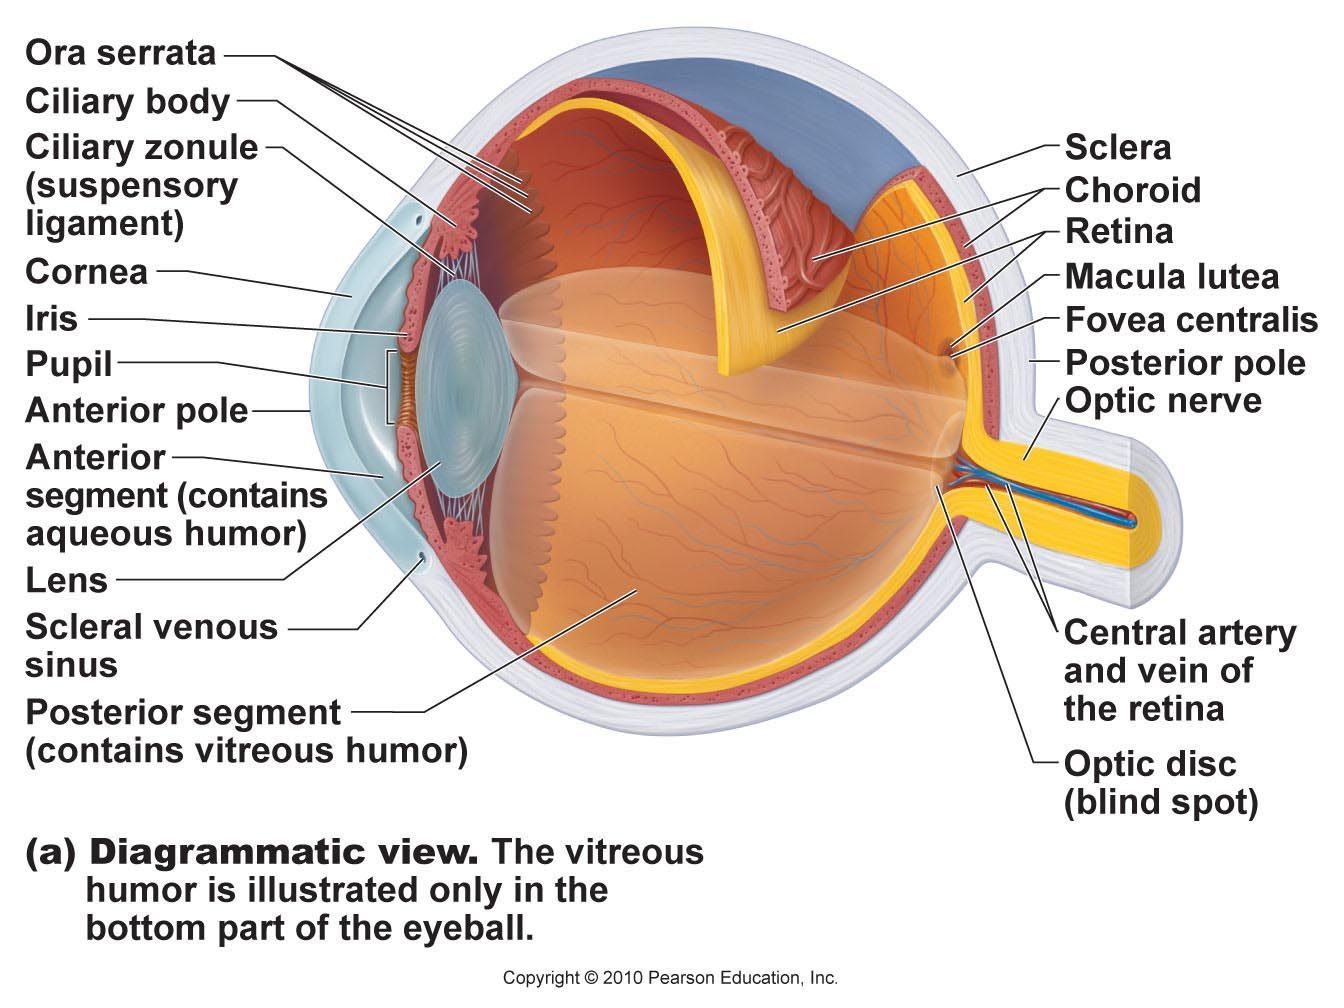 Ora serrata
Ciliary body
Ciliary zonule
(suspensory
ligament)
Cornea
Iris
Pupil
Anterior pole
Anterior
segment (contains
aqueous humor)
Lens
Scleral venous
sinus
Posterior segment
(contains vitreous humor)
Sclera
Choroid
Retina
Macula lutea
Fovea centralis
Posterior pole
Optic nerve
Central artery
and vein of
the retina
Optic disc
(blind spot)
(a) Diagrammatic view. The vitreous
humor is illustrated only in the
bottom part of the eyeball.
Copyright © 2010 Pearson Education, Inc.